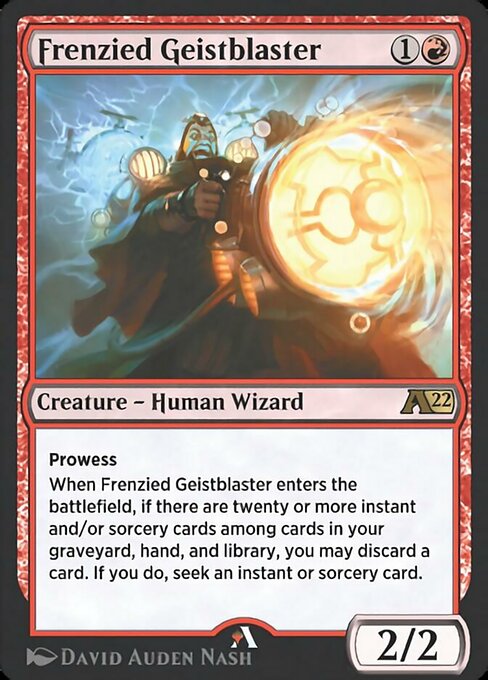 Frenzied Geistblaster 1
Creature – Human Wizard A22
Prowess
When Frenzied Geistblaster enters the
battlefield, if there are twenty or more instant
and/or sorcery cards among cards in your
graveyard, hand, and library, you may discard a
card. If you do, seek an instant or sorcery card.
2/2
David Auden Nash